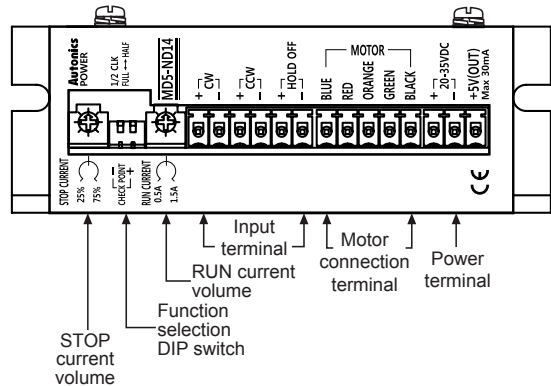 Autonics
POWER
1/2 CLK
FULL ↔ HALF
MD5-ND14
+ CW −
+ CCW −
+ HOLD OFF −
MOTOR
BLUE
RED
ORANGE
GREEN
BLACK
+ 20-35VDC −
+5V(OUT)
Max 30mA
STOP CURRENT
25%
75%
− +
CHECK POINT
RUN CURRENT
0.5A
1.5A
CE
Input
terminal
Motor
connection
terminal
Power
terminal
RUN current
volume
Function
selection
DIP switch
STOP
current
volume